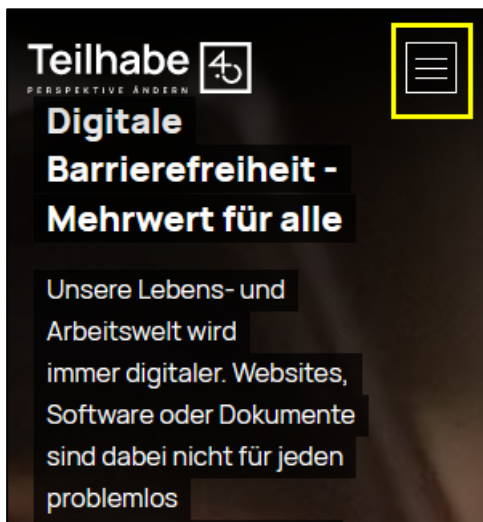 Teilhabe 4.0
PERSPEKTIVE ÄNDERN
Digitale
Barrierefreiheit -
Mehrwert für alle
Unsere Lebens- und
Arbeitswelt wird
immer digitaler. Websites,
Software oder Dokumente
sind dabei nicht für jeden
problemlos